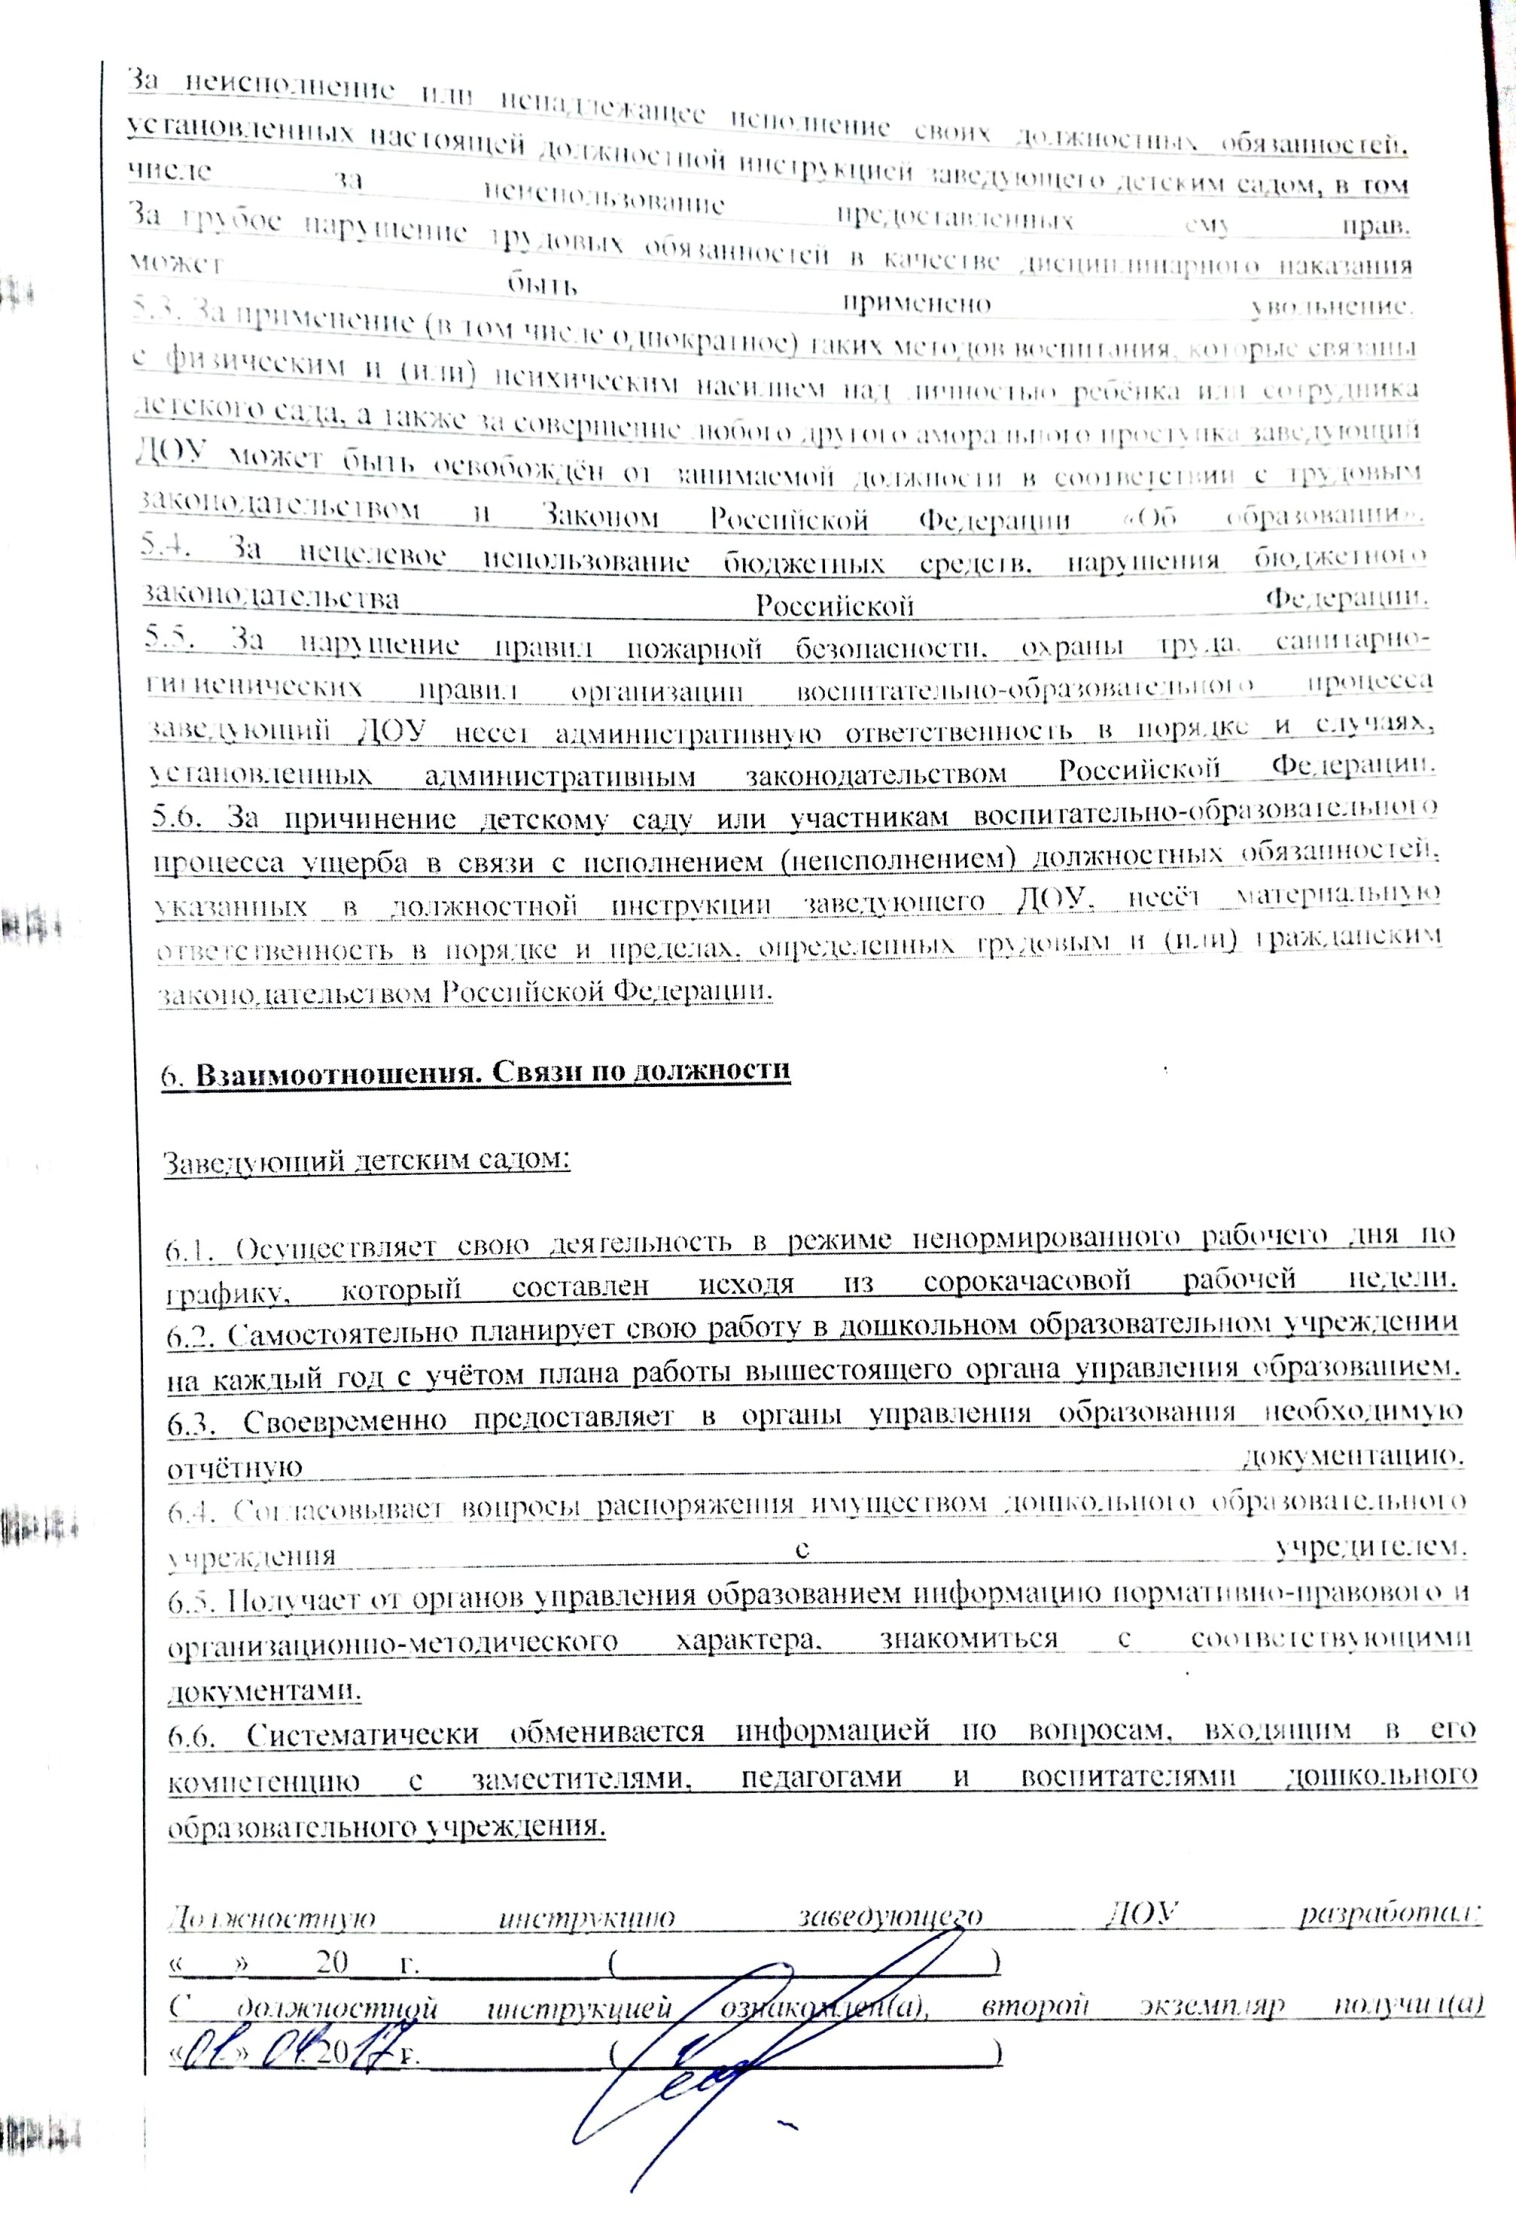 За неисполнение или ненадлежащее исполнение своих должностных обязанностей,
установленных настоящей должностной инструкцией заведующего детским садом, в том
числе за неиспользование предоставленных ему прав.
За грубое нарушение трудовых обязанностей в качестве дисциплинарного наказания
может быть применено увольнение.
5.3. За применение (в том числе однократное) таких методов воспитания, которые связаны
с физическим и (или) психическим насилием над личностью ребёнка или сотрудника
детского сада, а также за совершение любого другого аморального проступка заведующий
ДОУ может быть освобождён от занимаемой должности в соответствии с трудовым
законодательством и Законом Российской Федерации «Об образовании».
5.4. За нецелевое использование бюджетных средств, нарушения бюджетного
законодательства Российской Федерации.
5.5. За нарушение правил пожарной безопасности, охраны труда, санитарно-
гигиенических правил организации воспитательно-образовательного процесса
заведующий ДОУ несет административную ответственность в порядке и случаях,
установленных административным законодательством Российской Федерации.
5.6. За причинение детскому саду или участникам воспитательно-образовательного
процесса ущерба в связи с исполнением (неисполнением) должностных обязанностей,
указанных в должностной инструкции заведующего ДОУ, несёт материальную
ответственность в порядке и пределах, определенных трудовым и (или) гражданским
законодательством Российской Федерации.
6. Взаимоотношения. Связи по должности
Заведующий детским садом:
6.1. Осуществляет свою деятельность в режиме ненормированного рабочего дня по
графику, который составлен исходя из сорокачасовой рабочей недели.
6.2. Самостоятельно планирует свою работу в дошкольном образовательном учреждении
на каждый год с учётом плана работы вышестоящего органа управления образованием.
6.3. Своевременно предоставляет в органы управления образования необходимую
отчётную документацию.
6.4. Согласовывает вопросы распоряжения имуществом дошкольного образовательного
учреждения с учредителем.
6.5. Получает от органов управления образованием информацию нормативно-правового и
организационно-методического характера, знакомиться с соответствующими
документами.
6.6. Систематически обменивается информацией по вопросам, входящим в его
компетенцию с заместителями, педагогами и воспитателями дошкольного
образовательного учреждения.
Должностную инструкцию заведующего ДОУ разработал:
«___»____20___г. __________(______________________)
С должностной инструкцией ознакомлен(а), второй экземпляр получил(а)
«01» 04 2017 г. __________(______________________)